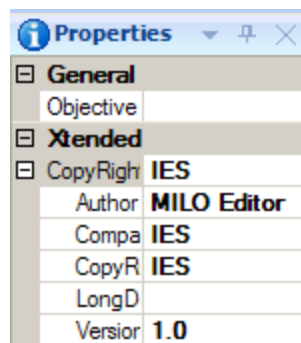 Properties
General
Objective
Xtended
CopyRigh IES
Author MILO Editor
Compa IES
CopyR IES
LongD
Versior 1.0